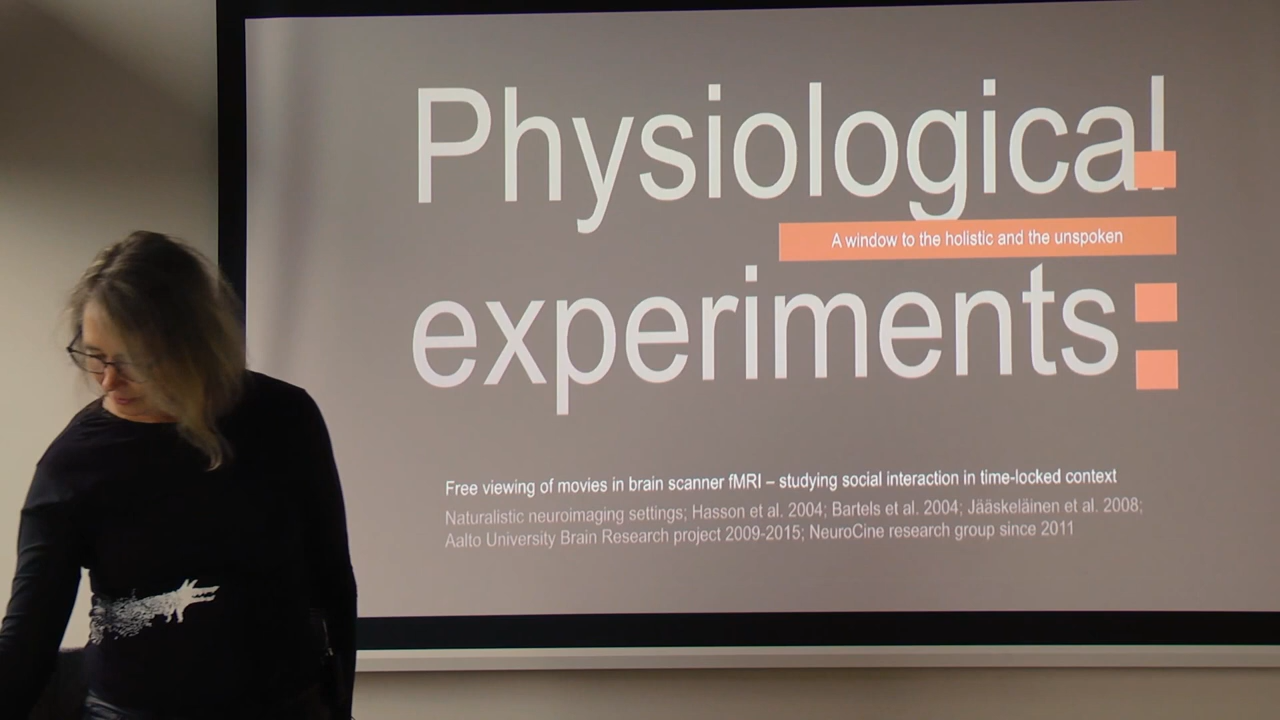 Physiological
A window to the holistic and the unspoken
experiments
Free viewing of movies in brain scanner fMRI – studying social interaction in time-locked context
Naturalistic neuroimaging settings; Hasson et al. 2004; Bartels et al. 2004; Jääskeläinen et al. 2008;
Aalto University Brain Research project 2009-2015; NeuroCine research group since 2011